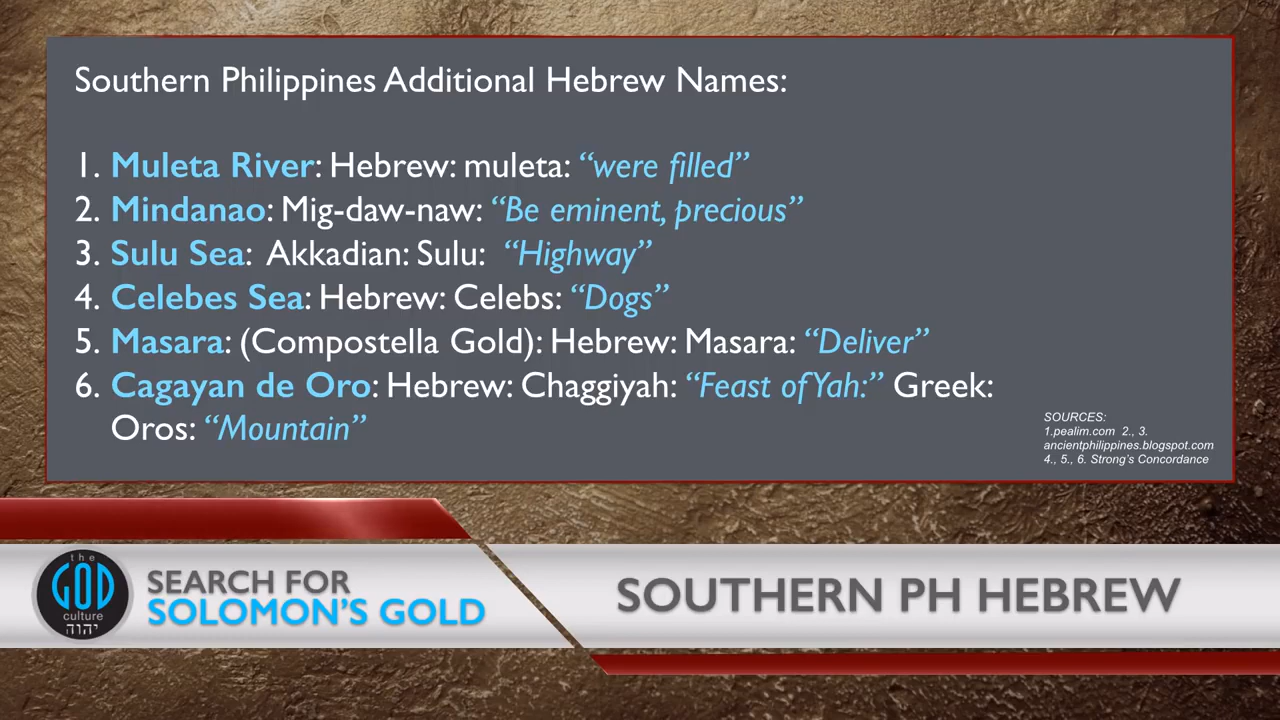 Southern Philippines Additional Hebrew Names:
1. Muleta River: Hebrew: muleta: “were filled”
2. Mindanao: Mig-daw-naw: “Be eminent, precious”
3. Sulu Sea: Akkadian: Sulu: “Highway”
4. Celebes Sea: Hebrew: Celebs: “Dogs”
5. Masara: (Compostella Gold): Hebrew: Masara: “Deliver”
6. Cagayan de Oro: Hebrew: Chaggiyah: “Feast of Yah:” Greek:
Oros: “Mountain”
SOURCES:
1.pealim.com 2., 3.
ancientphilippines.blogspot.com
4., 5., 6. Strong's Concordance
the
GOD
culture
יהוה
SEARCH FOR
SOLOMON'S GOLD
SOUTHERN PH HEBREW